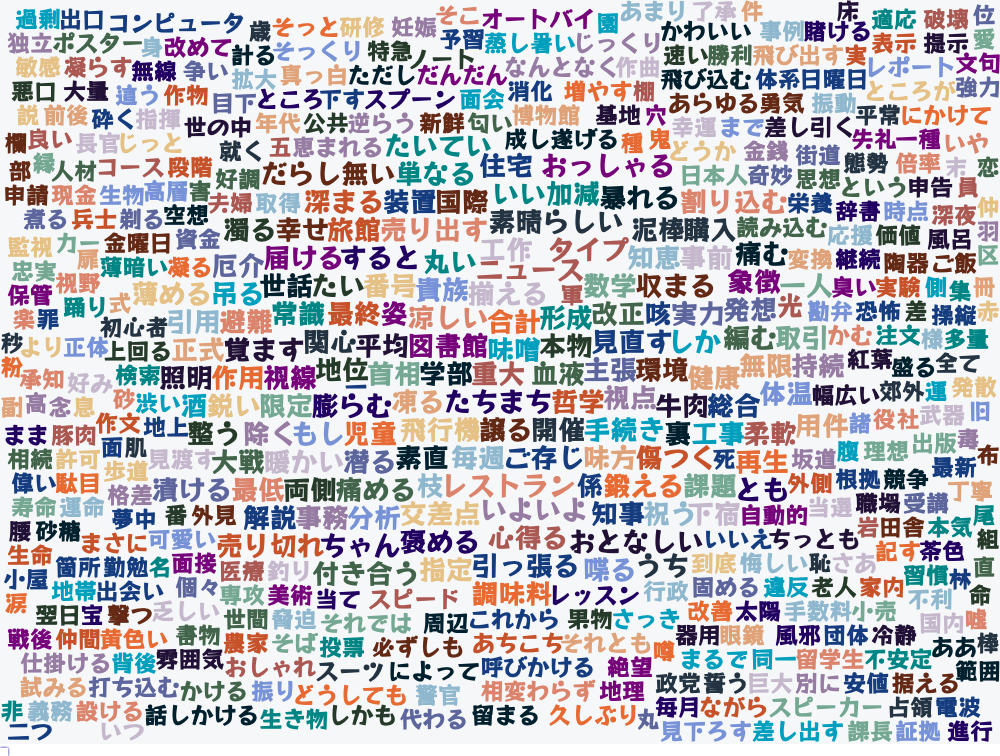 過剰 出口 コンピュータ 歳 そっと 研修 妊娠 そこ オートバイ 園 あまり 了承 件 床 適応 破壊 位
独立 ポスター 身 改めて 計る そっくり 特急 ノート 予習 蒸し暑い じっくり かわいい 事例 賭ける 表示 提示 愛
敏感 凝らす 無線 争い 拡大 真っ白 ただし だんだん なんとなく 作曲 速い 勝利 飛び出す 実 レポート 文句
悪口 大量 違う 作物 目下 ところ 下す スプーン 面会 消化 増やす 棚 飛び込む 体系 日曜日 ところが 強力
説 前後 砕く 指揮 世の中 年代 公共 逆らう 新鮮 匂い 博物館 基地 穴 あらゆる 勇気 振動 平常 にかけて
欄 良い 長官 じっと 就く 五 恵まれる たいてい 成し遂げる 種 鬼 幸運 まで 差し引く 失礼 一種 いや
部 縁 人材 コース 段階 好調 だらし無い 単なる 住宅 おっしゃる どうか 金銭 街道 態勢 倍率 末 恋
申請 現金 生物 高層 書 夫婦 取得 深まる 装置 国際 いい加減 暴れる 日本人 奇妙 思想 という 申告 員
煮る 兵士 剃る 空想 濁る 幸せ 旅館 売り出す 素晴らしい 泥棒 購入 割り込む 栄養 辞書 時点 深夜 仲
監視 カー 金曜日 資金 届ける すると 丸い 工作 タイプ 知恵 事前 読み込む 応援 価値 風呂 羽
忠実 扉 薄暗い 凝る 厄介 世話 たい 番号 貴族 ニュース 揃える 軍 数学 収まる 痛む 変換 継続 陶器 ご飯 区
保管 視野 踊り 式 薄める 吊る 常識 最終 姿 涼しい 合計 形成 改正 咳 実力 象徴 一人 臭い 実験 側 集 冊
楽 罪 初心者 引用 避難 発想 光 勘弁 恐怖 差 操縦 赤
秒 より 正体 上回る 正式 覚ます 関心 平均 図書館 味噌 本物 見直す しか 編む 取引 かむ 注文 様 多量
粉 承知 好み 検索 照明 作用 視線 地位 首相 学部 重大 血液 主張 環境 健康 無限 持続 紅葉 盛る 全て
副 高 念 息 砂 渋い 酒 鋭い 限定 二 膨らむ 凍る たちまち 哲学 視点 牛肉 総合 体温 幅広い 郊外 運 発散
まま 豚肉 作文 地上 整う 除く もし 児童 飛行機 譲る 開催 手続き 裏 工事 柔軟 用件 諸 役社 武器 旧
相続 許可 面 肌 歩道 見渡す 大戦 暖かい 潜る 素直 毎週 ご存じ 味方 傷つく 死 再生 坂道 腹 理想 出版 毒
偉い 駄目 格差 漬ける 最低 両側 痛める 枝 レストラン 係 鍛える 課題 とも 外側 根拠 競争 最新 布
寿命 運命 夢中 番 外見 解説 事務 分析 交差点 いよいよ 知事 祝う 下宿 自動的 当選 職場 受講 丁寧
腰 砂糖 まさに 可愛い 売り切れ ちゃん 褒める 心得る おとなしい いいえ ちっとも 岩 田舎 本気 尾
生命 箇所 勤勉 名 面接 医療 釣り 付き合う 指定 引っ張る 喋る うち 到底 悔しい 恥 さあ 記す 茶色 組
小屋 地帯 出会い 個々 専攻 美術 当て スピード 調味料 レッスン 行政 固める 違反 老人 家内 習慣 林 直
涙 翌日 宝 撃つ 乏しい 世間 脅迫 それでは 周辺 これから 果物 さっき 改善 太陽 手数料 小売 不利 命
戦後 仲間 黄色い 書物 農家 そば 投票 必ずしも あちこち それとも 噂 器用 眼鏡 風邪 団体 冷静 国内 嘘
仕掛ける 背後 雰囲気 おしゃれ スーツ によって 呼びかける 絶望 まるで 同一 留学生 不安定 ああ 棒
試みる 打ち込む かける 振り どうしても 警官 相変わらず 地理 政党 誓う 巨大 別に 安値 据える 範囲
非 義務 設ける 話しかける 生き物 しかも 代わる 留まる 久しぶり 丸 毎月 ながら スピーカー 占領 電波
二つ いつ 見下ろす 差し出す 課長 証拠 進行